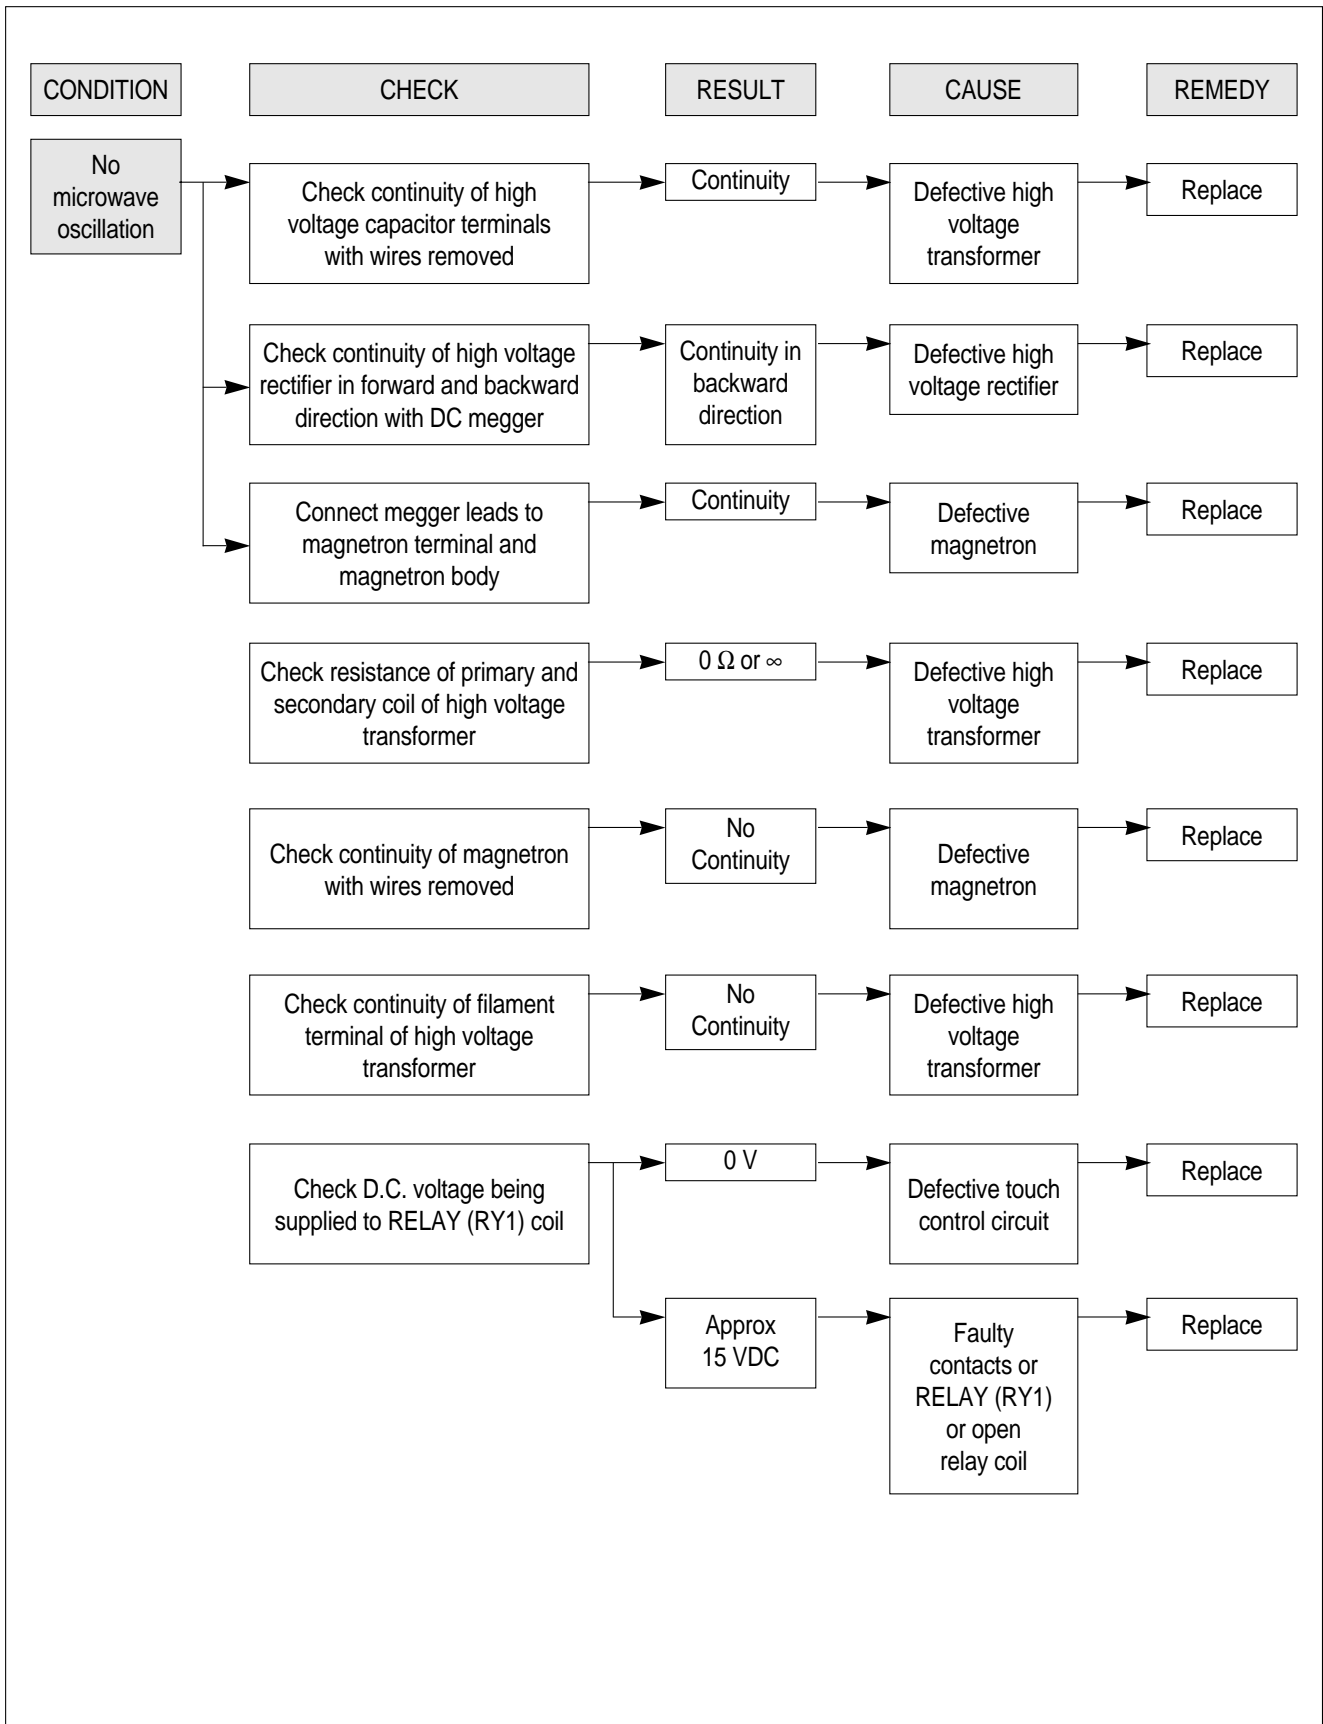 CONDITION
CHECK
RESULT
CAUSE
REMEDY
No
microwave
oscillation
Check continuity of high
voltage capacitor terminals
with wires removed
Continuity
Defective high
voltage
transformer
Replace
Check continuity of high voltage
rectifier in forward and backward
direction with DC megger
Continuity in
backward
direction
Defective high
voltage rectifier
Replace
Connect megger leads to
magnetron terminal and
magnetron body
Continuity
Defective
magnetron
Replace
Check resistance of primary and
secondary coil of high voltage
transformer
0 Ω or ∞
Defective high
voltage
transformer
Replace
Check continuity of magnetron
with wires removed
No
Continuity
Defective
magnetron
Replace
Check continuity of filament
terminal of high voltage
transformer
No
Continuity
Defective high
voltage
transformer
Replace
Check D.C. voltage being
supplied to RELAY (RY1) coil
0 V
Defective touch
control circuit
Replace
Approx
15 VDC
Faulty
contacts or
RELAY (RY1)
or open
relay coil
Replace